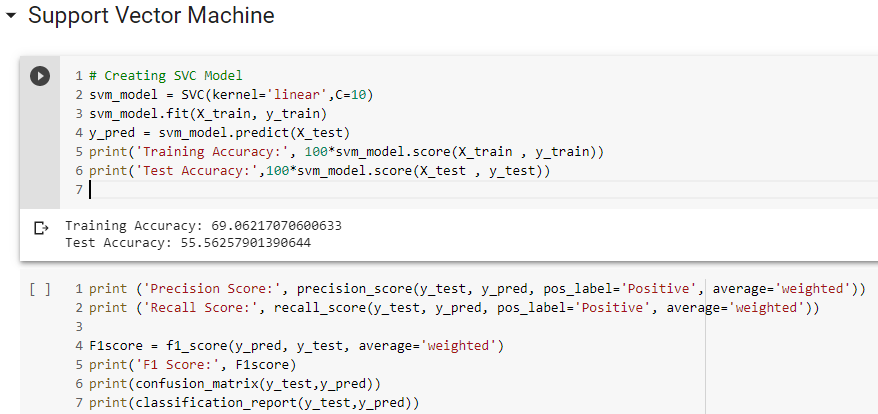 Support Vector Machine
1 # Creating SVC Model
2 svm_model = SVC(kernel='linear',C=10)
3 svm_model.fit(X_train, y_train)
4 y_pred = svm_model.predict(X_test)
5 print('Training Accuracy:', 100*svm_model.score(X_train , y_train))
6 print('Test Accuracy:',100*svm_model.score(X_test , y_test))
7
Training Accuracy: 69.06217070600633
Test Accuracy: 55.56257901390644
[ ] 1 print ('Precision Score:', precision_score(y_test, y_pred, pos_label='Positive', average='weighted'))
2 print ('Recall Score:', recall_score(y_test, y_pred, pos_label='Positive', average='weighted'))
3
4 F1score = f1_score(y_pred, y_test, average='weighted')
5 print('F1 Score:', F1score)
6 print(confusion_matrix(y_test,y_pred))
7 print(classification_report(y_test,y_pred))